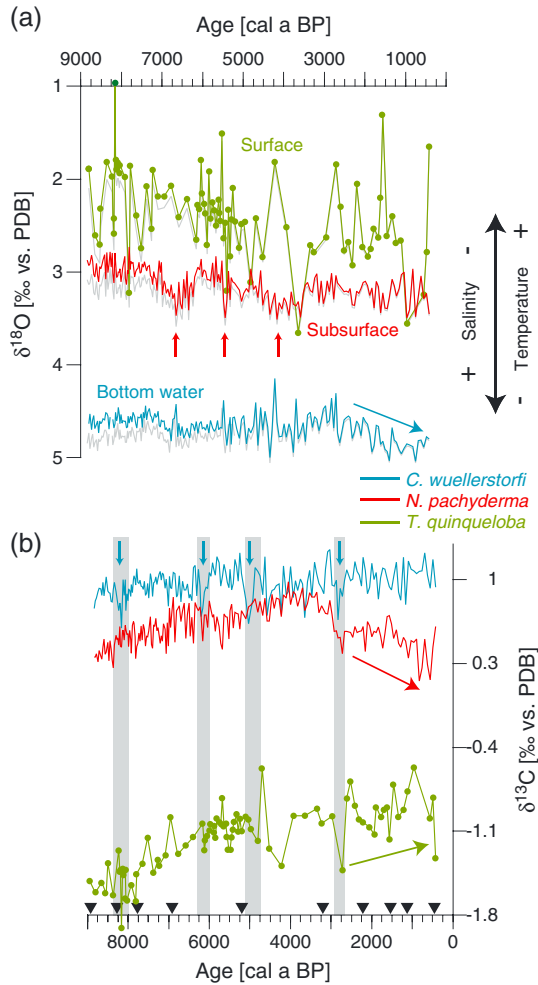 (a)
Age [cal a BP]
9000 7000 5000 3000 1000
1
2
3
4
5
δ18O [‰ vs. PDB]
Surface
Subsurface
Bottom water
+ Salinity -
- Temperature +
C. wuellerstorfi
N. pachyderma
T. quinqueloba
(b)
1
0.3
-0.4
-1.1
-1.8
δ13C [‰ vs. PDB]
8000 6000 4000 2000 0
Age [cal a BP]